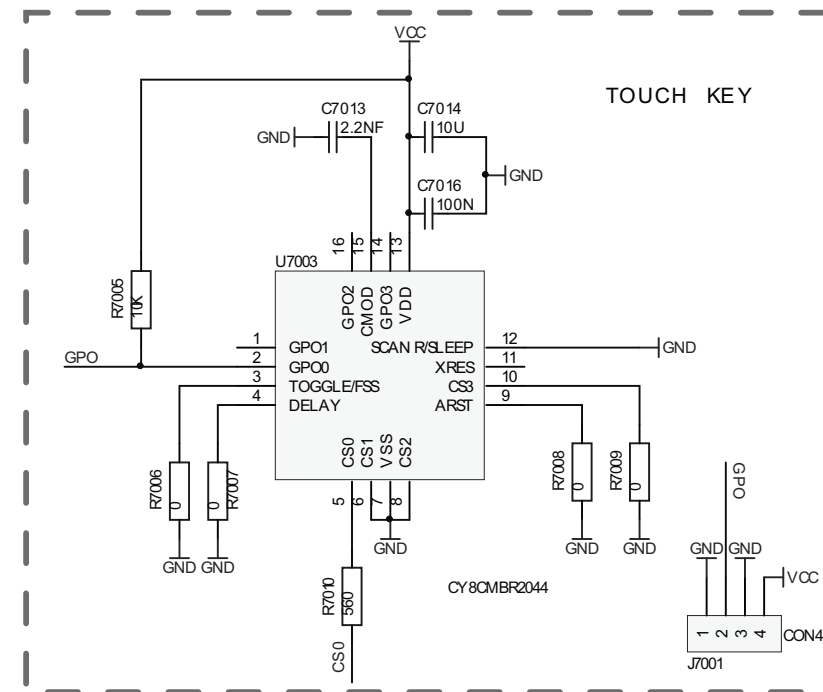 VCC
TOUCH KEY
C7013
2.2NF
C7014
10U
GND
GND
C7016
100N
16
15
14
13
U7003
R7005
10K
GPO2
CMOD
GPO3
VDD
GPO
1
GPO1
2
GPO0
3
TOGGLE/FSS
4
DELAY
SCAN R/SLEEP
12
GND
XRES
11
CS3
10
ARST
9
CS0
CS1
VSS
CS2
R7006
0
R7007
0
5
6
7
8
R7008
0
R7009
0
GPO
GND
GND
GND
GND
GND
GND
GND
VCC
R7010
560
CY8CMBR2044
1
2
3
4
CON4
CS0
J7001